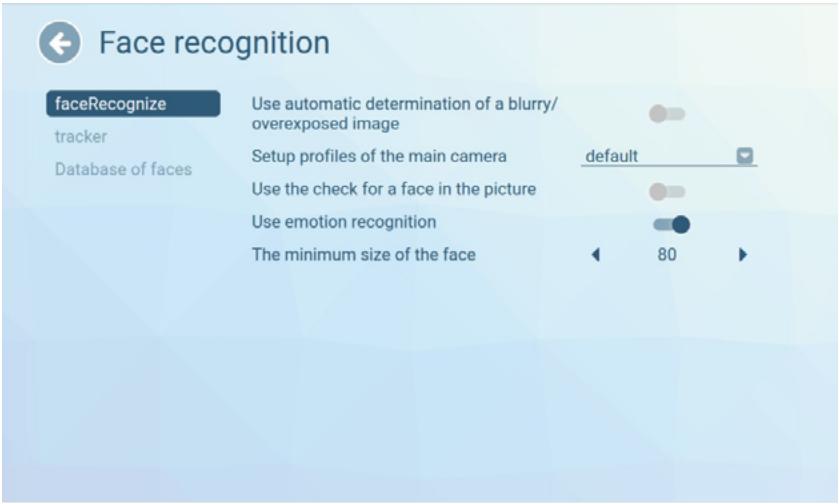 Face recognition
faceRecognize
tracker
Database of faces
Use automatic determination of a blurry/
overexposed image
Setup profiles of the main camera
default
Use the check for a face in the picture
Use emotion recognition
The minimum size of the face
80